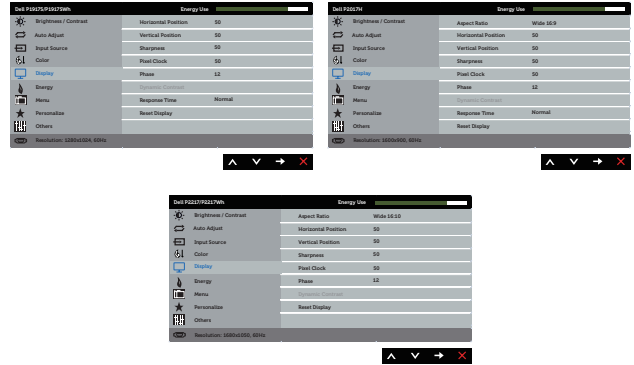 Dell P1917S/P1917SWh Energy Use
Brightness / Contrast Horizaontal Position 50
Auto Adjust Vertical Position 50
Input Source Sharpness 50
Color Pixel Clock 50
Display Phase 12
Energy Dynamic Contrast
Menu Response Time Normal
Personalize Reset Display
Others
Resolution: 1280x1024, 60Hz
Dell P2017H Energy Use
Brightness / Contrast Aspect Ratio Wide 16:9
Auto Adjust Horizontal Position 50
Input Source Vertical Position 50
Color Sharpness 50
Display Pixel Clock 50
Energy Phase 12
Menu Dynamic Contrast
Personalize Response Time Normal
Others Reset Display
Resolution: 1600x900, 60Hz
Dell P2217/P2217Wh Energy Use
Brightness / Contrast Aspect Ratio Wide 16:10
Auto Adjust Horizontal Position 50
Input Source Vertical Position 50
Color Sharpness 50
Display Pixel Clock 50
Energy Phase 12
Menu Dynamic Contrast
Personalize Reset Display
Others
Resolution: 1680x1050, 60Hz